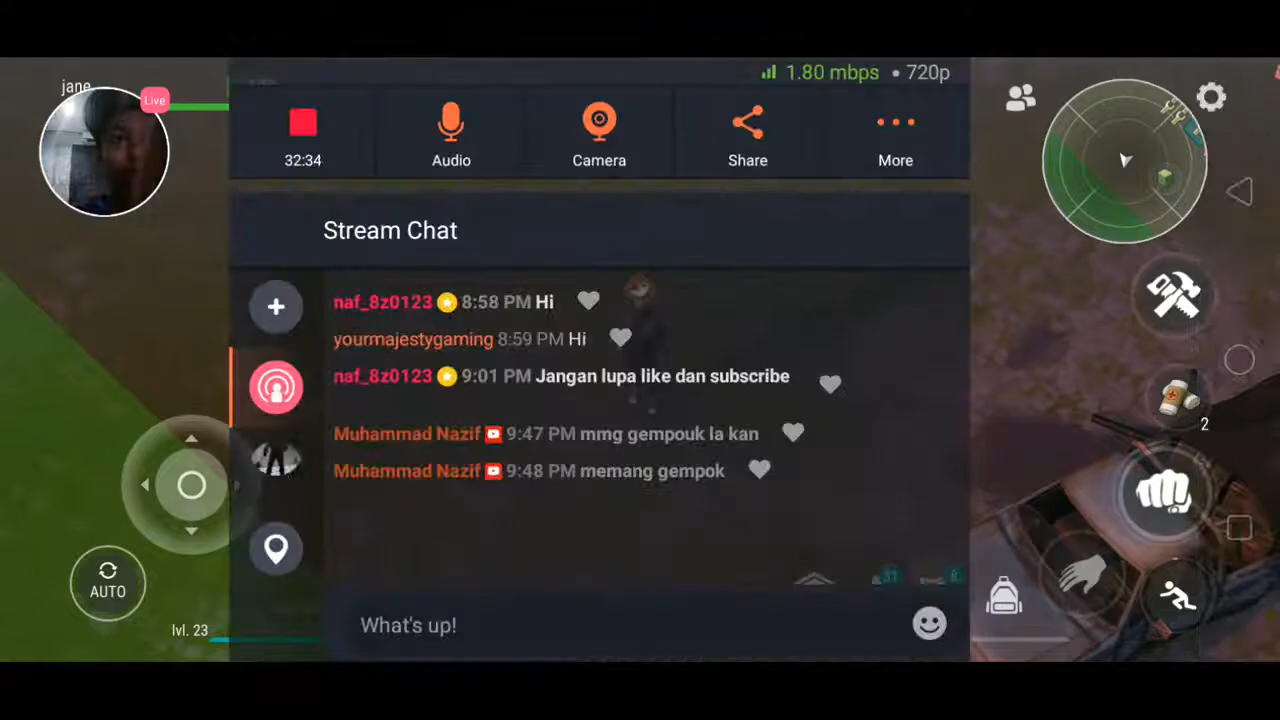 jane
Live
1.80 mbps • 720p
32:34
Audio
Camera
Share
More
Stream Chat
naf_8z0123 8:58 PM Hi
yourmajestygaming 8:59 PM Hi
naf_8z0123 9:01 PM Jangan lupa like dan subscribe
Muhammad Nazif 9:47 PM mmg gempouk la kan
Muhammad Nazif 9:48 PM memang gempok
2
AUTO
31
8
lvl. 23
What's up!